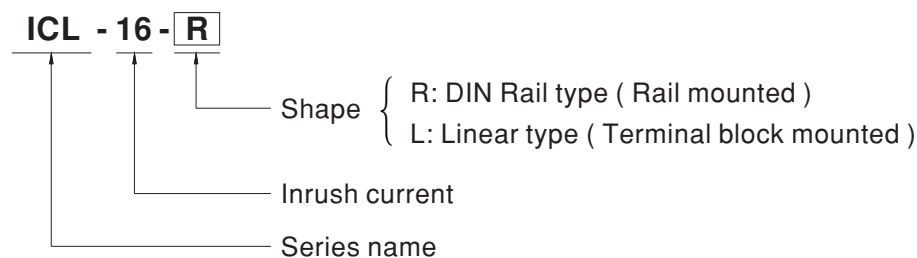 ICL - 16 - R
R: DIN Rail type ( Rail mounted )
Shape
L: Linear type ( Terminal block mounted )
Inrush current
Series name